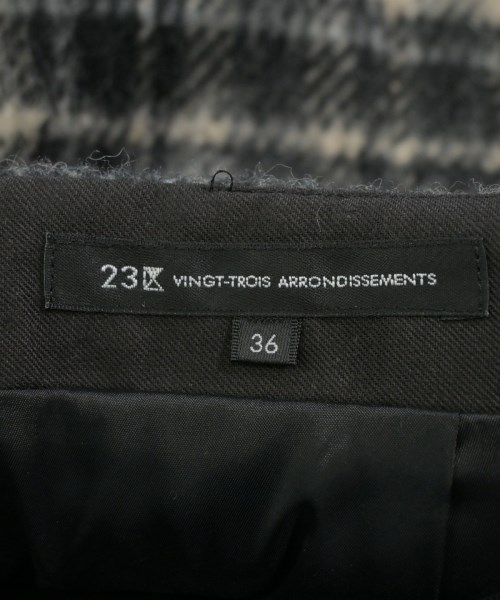 23区 VINGT-TROIS ARRONDISSEMENTS
36